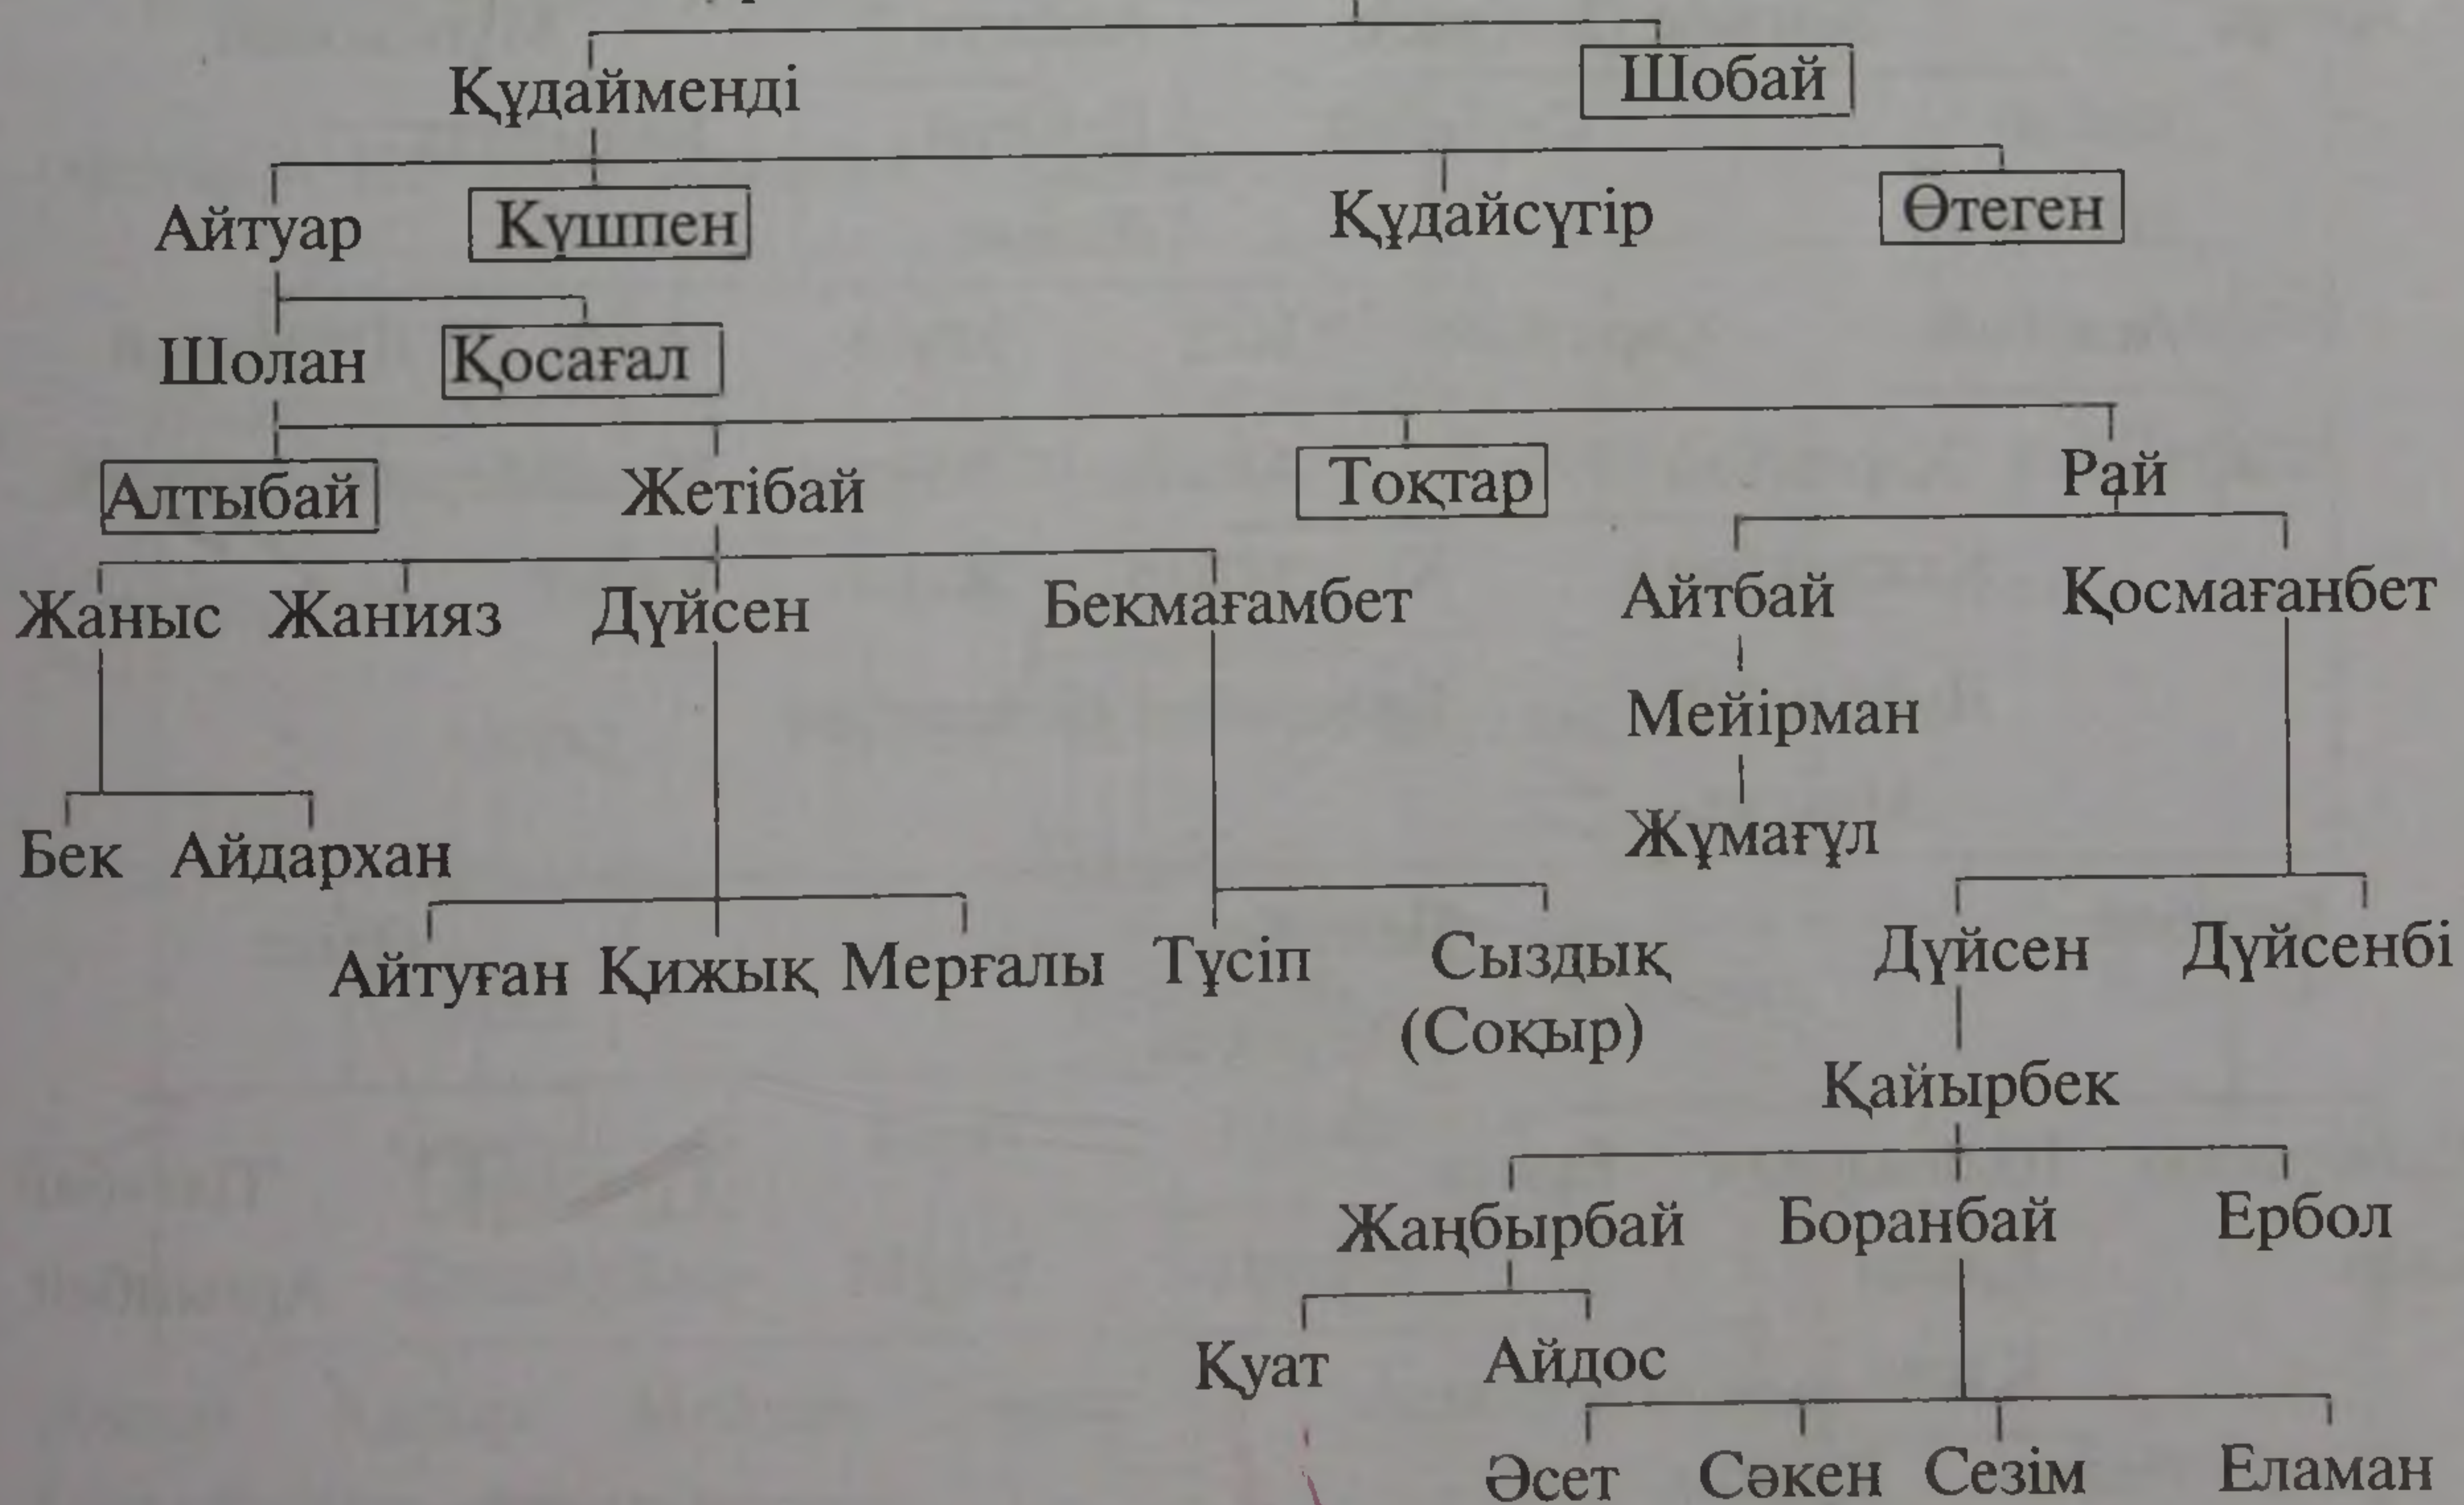 Құдайменді Шобай
Айтуар Күшпен Құдайсүгір Өтеген
Шолан Қосағал
Алтыбай Жетібай Тоқтар Рай
Жаныс Жанияз Дүйсен Бекмағамбет Айтбай Қосмағанбет
Мейірман
Жұмағұл
Бек Айдархан
Айтуған Қижық Мерғалы Түсіп Сыздық Дүйсен Дүйсенбі
(Соқыр)
Қайырбек
Жаңбырбай Боранбай Ербол
Қуат Айдос
Әсет Сәкен Сезім Еламан